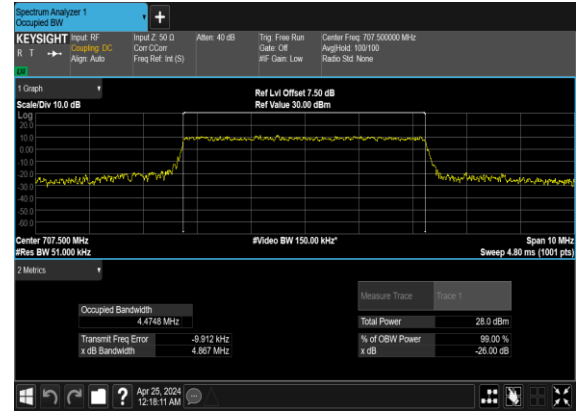 Spectrum Analyzer 1
Occupied BW
+
KEYSIGHT Input: RF Input Z: 50 Ω Atten: 40 dB Trig: Free Run Center Freq: 707.500000 MHz
R T Coupling: DC Corr CCorr Gate: Off Avg|Hold: 100/100
Align: Auto Freq Ref: Int (S) #IF Gain: Low Radio Std: None
LV
1 Graph
Ref Lvl Offset 7.50 dB
Scale/Div 10.0 dB Ref Value 30.00 dBm
Log
20.0
10.0
0.00
-10.0
-20.0
-30.0
-40.0
-50.0
-60.0
Center 707.500 MHz #Video BW 150.00 kHz* Span 10 MHz
#Res BW 51.000 kHz Sweep 4.80 ms (1001 pts)
2 Metrics
Measure Trace Trace 1
Occupied Bandwidth
4.4748 MHz Total Power 28.0 dBm
Transmit Freq Error -9.912 kHz % of OBW Power 99.00 %
x dB Bandwidth 4.867 MHz x dB -26.00 dB
? Apr 25, 2024
12:18:11 AM